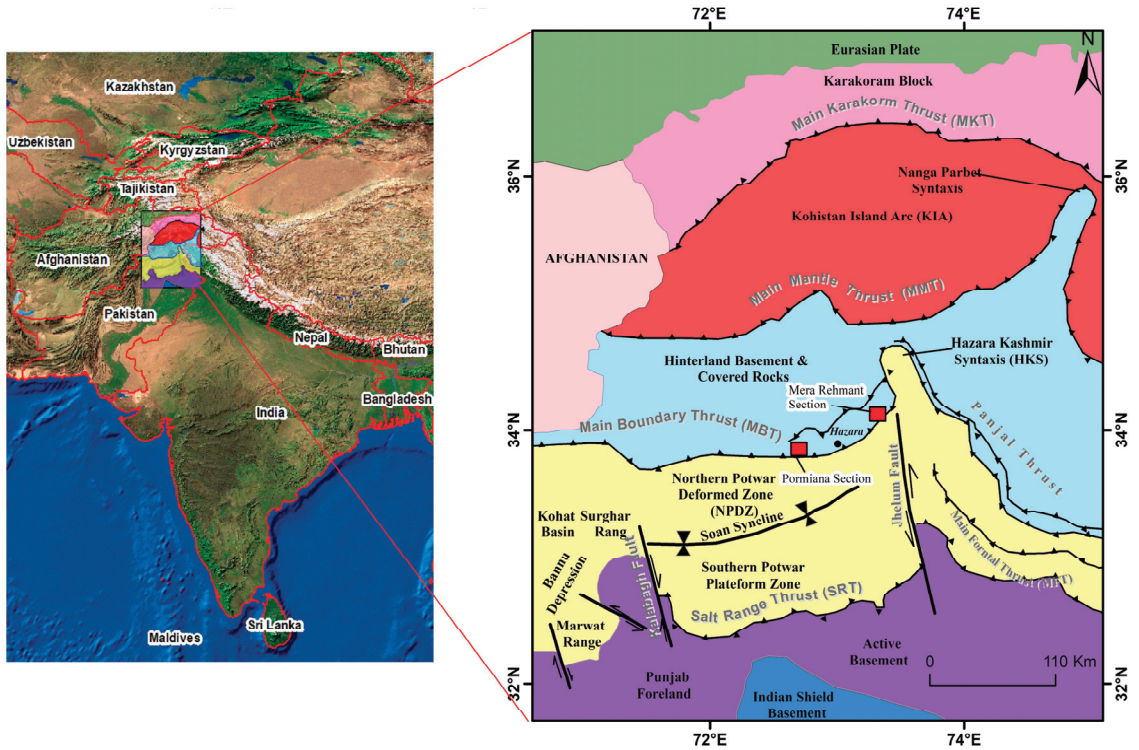 Kazakhstan
Uzbekistan
Kyrgyzstan
Tajikistan
Afghanistan
Pakistan
Nepal
Bhutan
Bangladesh
India
Maldives
Sri Lanka
72°E
74°E
N
Eurasian Plate
Karakoram Block
Main Karakorm Thrust (MKT)
36°N
36°N
Nanga Parbet
Syntaxis
Kohistan Island Arc (KIA)
AFGHANISTAN
Main Mantle Thrust (MMT)
Hinterland Basement &
Covered Rocks
Hazara Kashmir
Syntaxis (HKS)
Mera Rehmant
Section
34°N
34°N
Main Boundary Thrust (MBT)
Hazara
Panjal Thrust
Pormiana Section
Northern Potwar
Deformed Zone
(NPDZ)
Jhelum Fault
Kohat
Basin
Surghar
Rang
Soan Syncline
Bannu
Depression
Kalabagh Fault
Southern Potwar
Plateform Zone
Main Forntal Thrust (MFT)
Salt Range Thrust (SRT)
Marwat
Range
Active
Basement
0
110 Km
Punjab
Foreland
32°N
32°N
Indian Shield
Basement
72°E
74°E